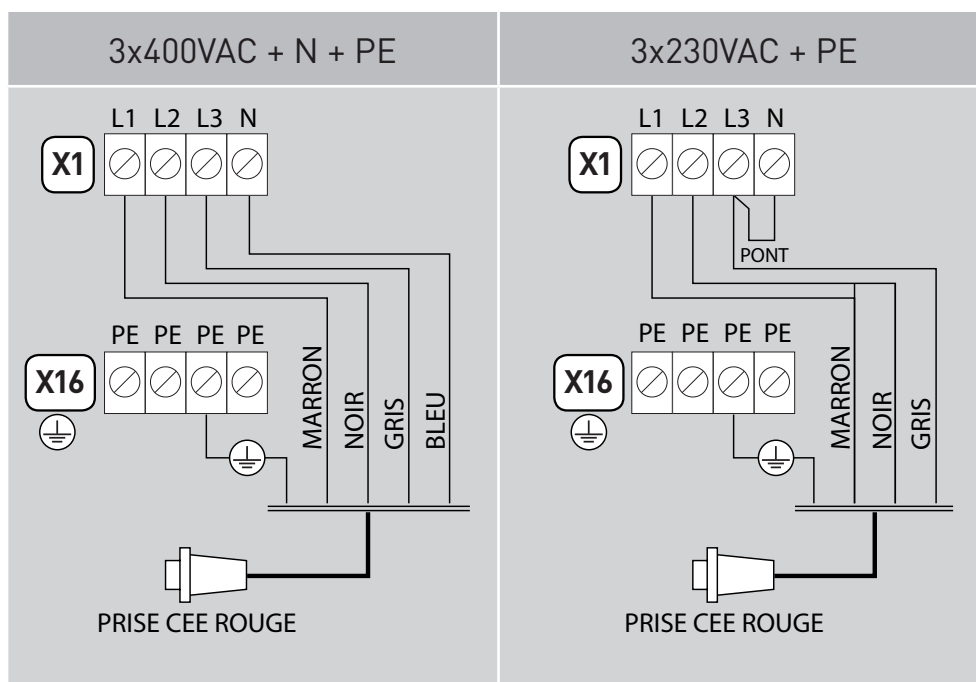 3x400VAC + N + PE
L1 L2 L3 N
X1
PE PE PE PE
X16
MARRON
NOIR
GRIS
BLEU
PRISE CEE ROUGE
3x230VAC + PE
L1 L2 L3 N
X1
PONT
PE PE PE PE
X16
MARRON
NOIR
GRIS
PRISE CEE ROUGE